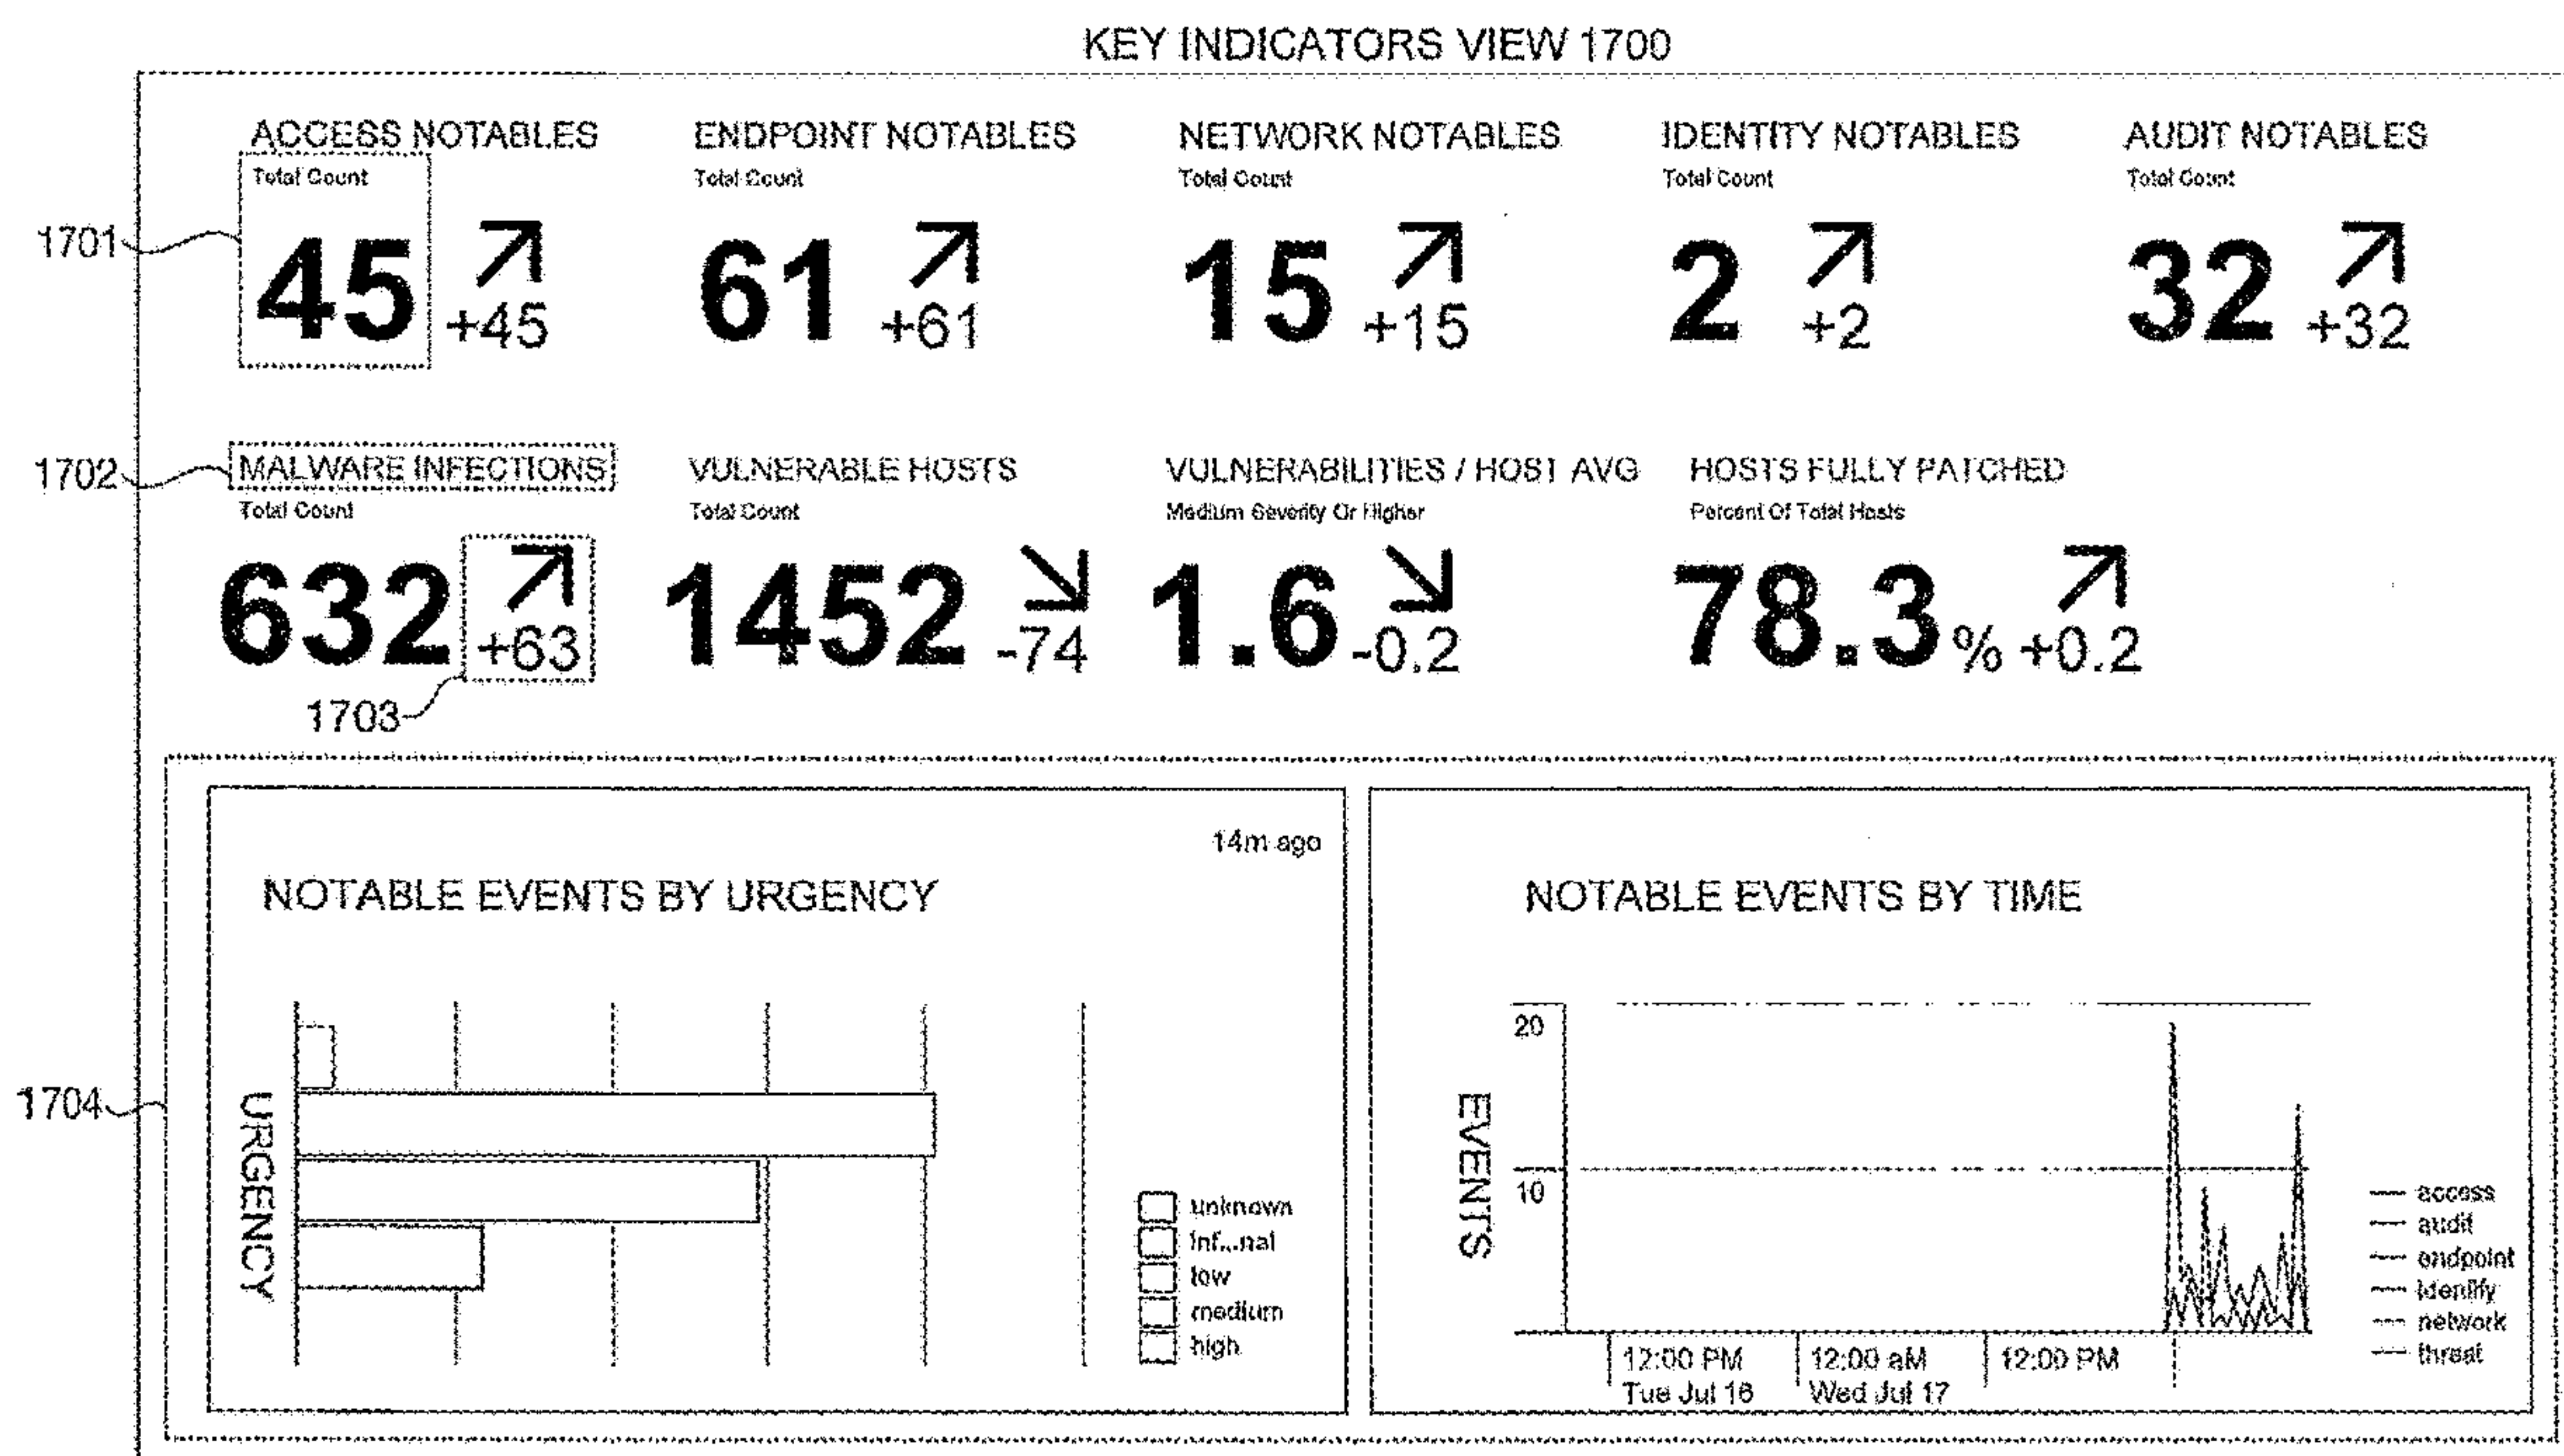 KEY INDICATORS VIEW 1700
ACCESS NOTABLES
Total Count
45 +45
ENDPOINT NOTABLES
Total Count
61 +61
NETWORK NOTABLES
Total Count
15 +15
IDENTITY NOTABLES
Total Count
2 +2
AUDIT NOTABLES
Total Count
32 +32
1701
1702
MALWARE INFECTIONS
Total Count
632 +63
1703
VULNERABLE HOSTS
Total Count
1452 -74
VULNERABILITIES / HOST AVG
Medium Severity Or Higher
1.6 -0.2
HOSTS FULLY PATCHED
Percent Of Total Hosts
78.3% +0.2
1704
14m ago
NOTABLE EVENTS BY URGENCY
URGENCY
unknown
inf...nal
low
medium
high
NOTABLE EVENTS BY TIME
EVENTS
20
10
12:00 PM
Tue Jul 16
12:00 aM
Wed Jul 17
12:00 PM
access
audit
endpoint
identify
network
threat